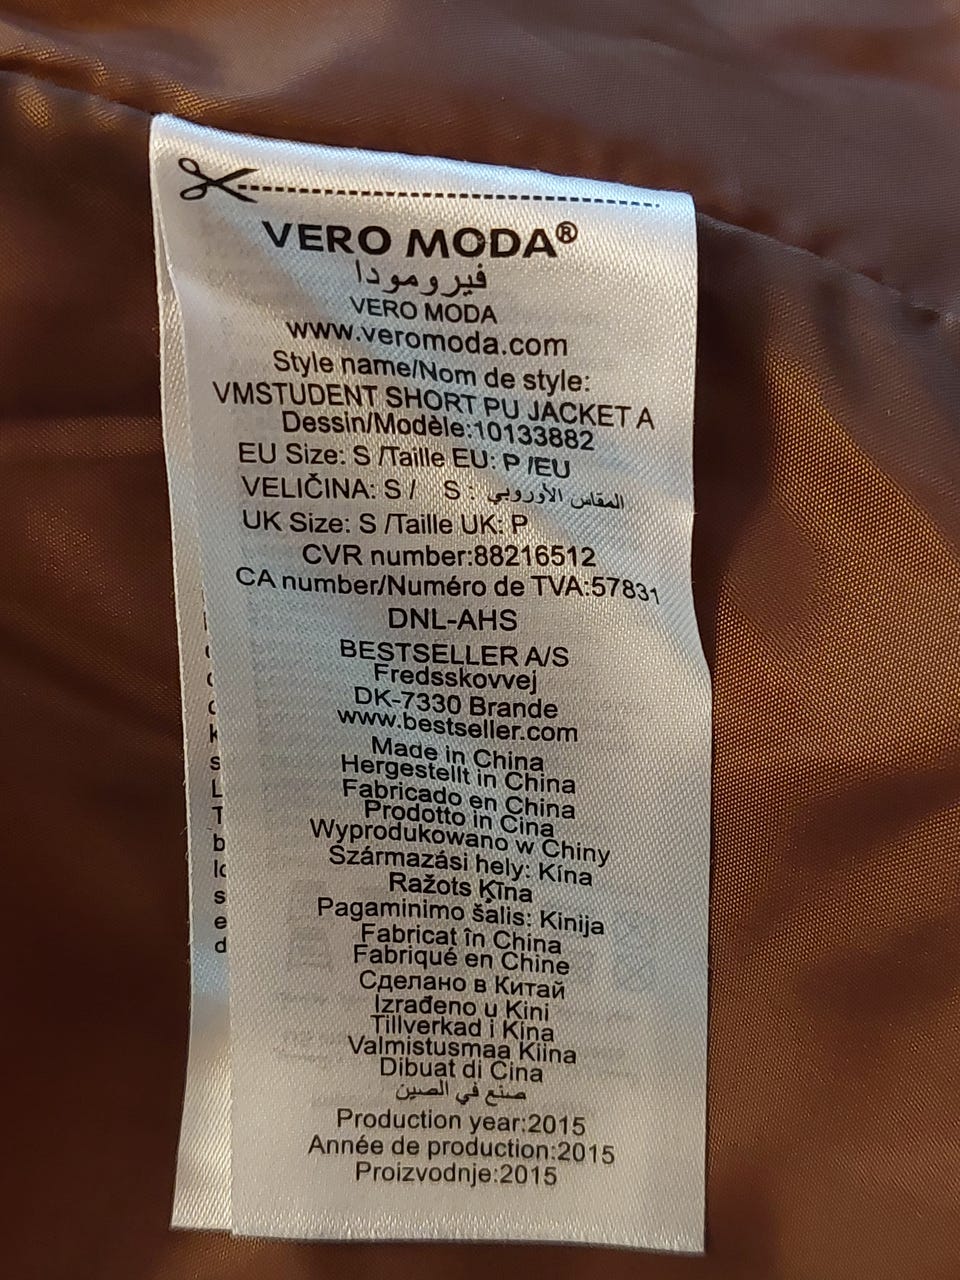 VERO MODA®
فيرومودا
VERO MODA
www.veromoda.com
Style name/Nom de style:
VMSTUDENT SHORT PU JACKET A
Dessin/Modèle:10133882
EU Size: S /Taille EU: P /EU
VELIČINA: S / S : المقاس الأوروبي
UK Size: S /Taille UK: P
CVR number:88216512
CA number/Numéro de TVA:57831
DNL-AHS
BESTSELLER A/S
Fredsskovvej
DK-7330 Brande
www.bestseller.com
Made in China
Hergestellt in China
Fabricado en China
Prodotto in Cina
Wyprodukowano w Chiny
Származási hely: Kína
Ražots Ķīna
Pagaminimo šalis: Kinija
Fabricat în China
Fabriqué en Chine
Сделано в Китай
Izrađeno u Kini
Tillverkad i Kina
Valmistusmaa Kiina
Dibuat di Cina
صنع في الصين
Production year:2015
Année de production:2015
Proizvodnje:2015